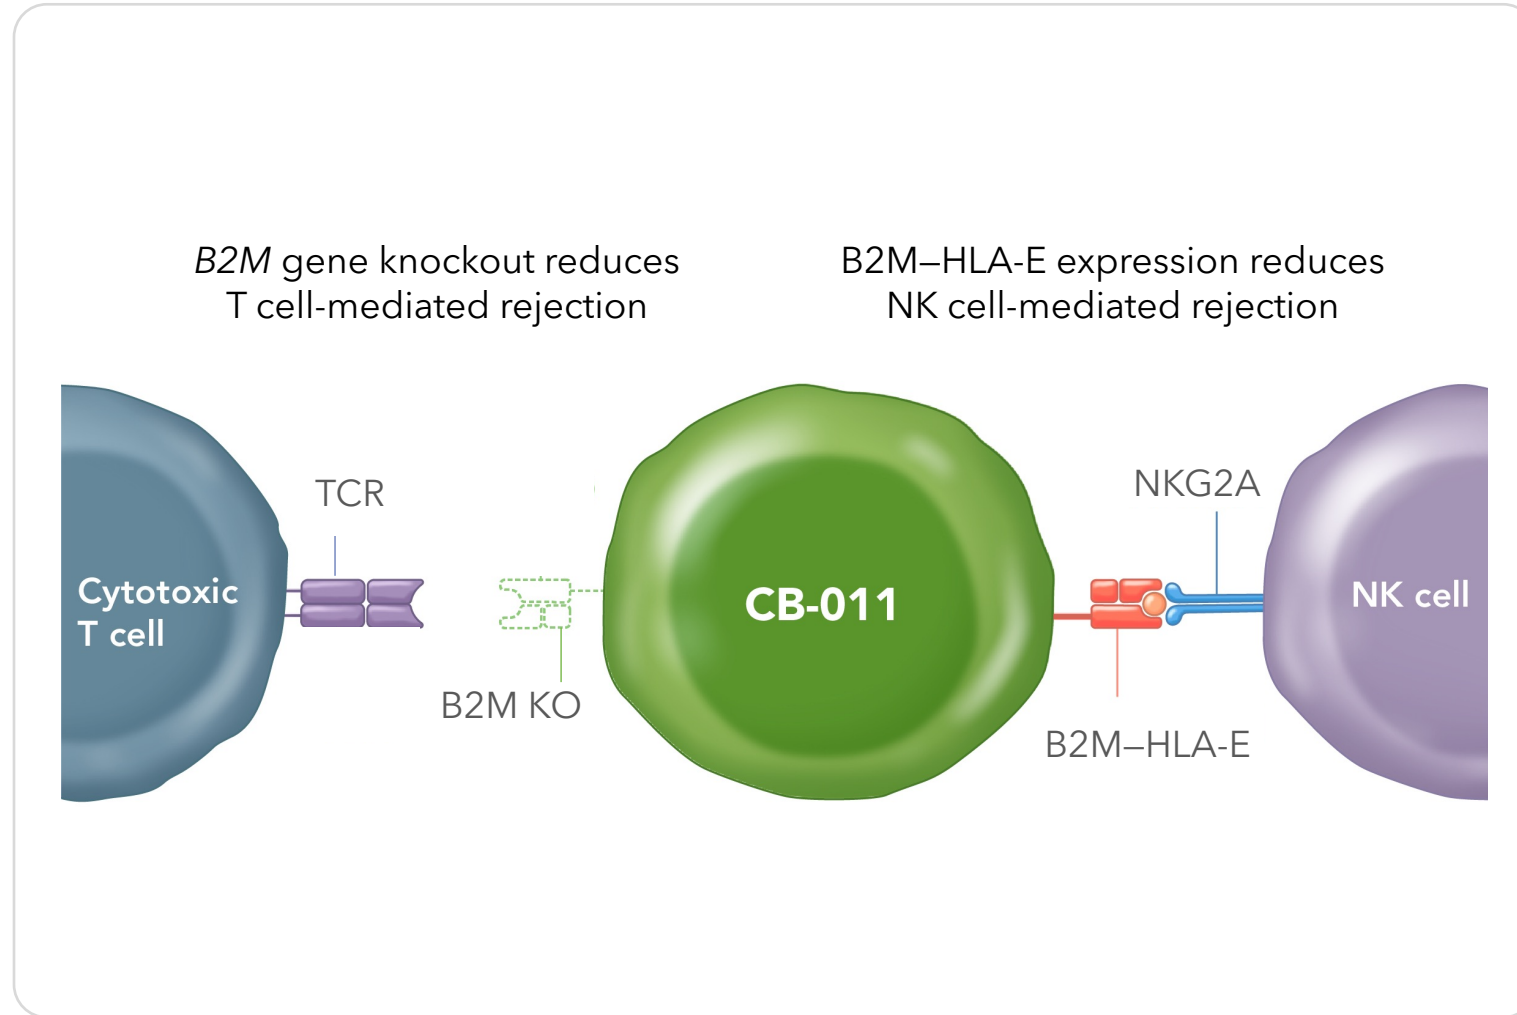 B2M gene knockout reduces
T cell-mediated rejection
B2M–HLA-E expression reduces
NK cell-mediated rejection
TCR
NKG2A
Cytotoxic
T cell
CB-011
NK cell
B2M KO
B2M–HLA-E